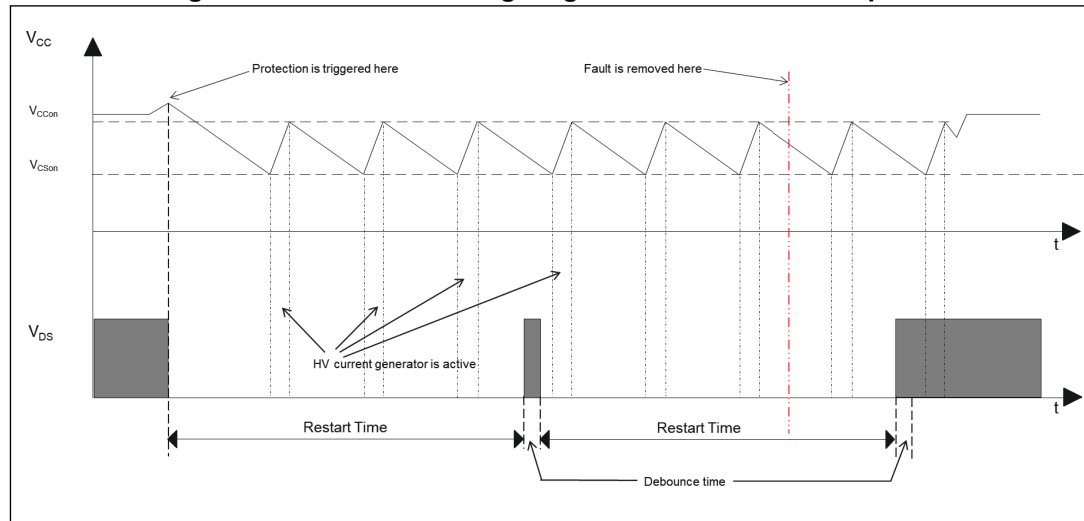 V_CC
Protection is triggered here
Fault is removed here
V_CCon
V_CSon
t
V_DS
HV current generator is active
t
Restart Time
Restart Time
Debounce time